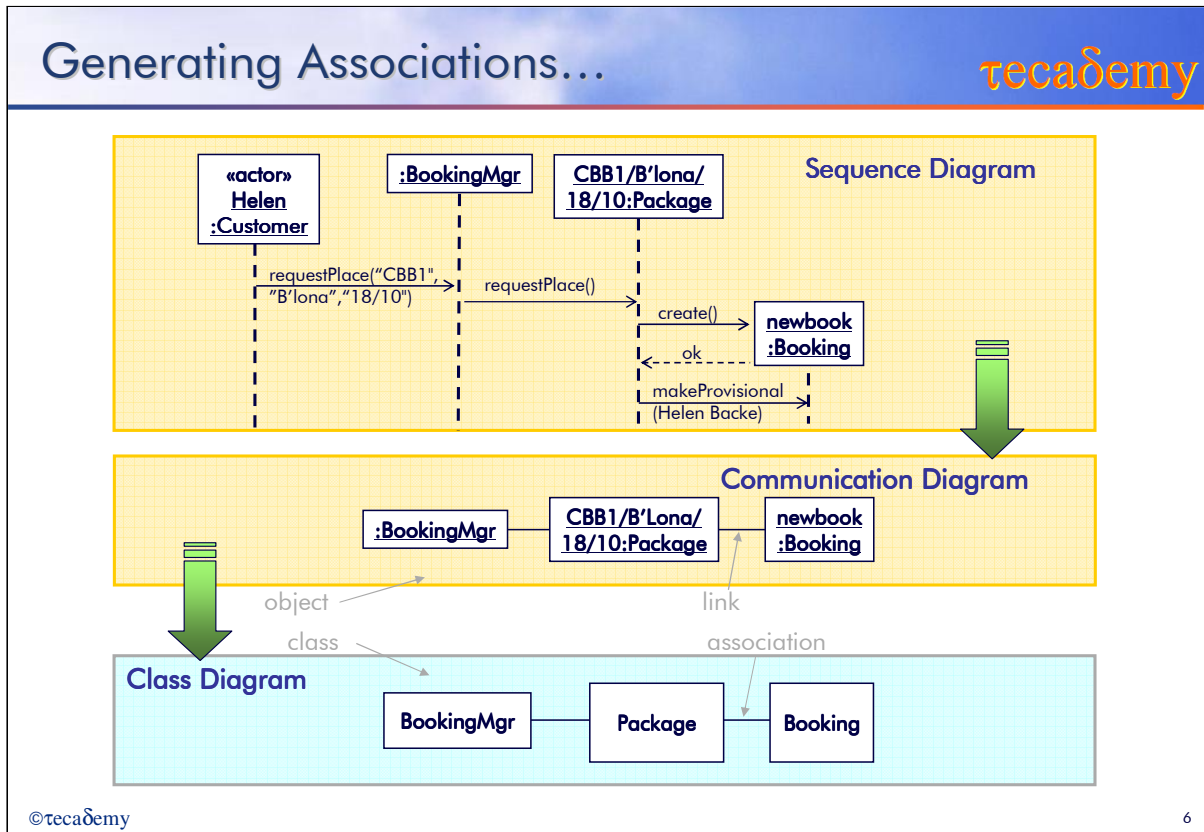 Generating Associations...
τecaδemy
Sequence Diagram
«actor»
Helen
:Customer
:BookingMgr
CBB1/B'lona/
18/10:Package
requestPlace("CBB1",
"B'lona","18/10")
requestPlace()
create()
newbook
:Booking
ok
makeProvisional
(Helen Backe)
Communication Diagram
:BookingMgr
CBB1/B'Lona/
18/10:Package
newbook
:Booking
object
link
class
association
Class Diagram
BookingMgr
Package
Booking
©τecaδemy
6